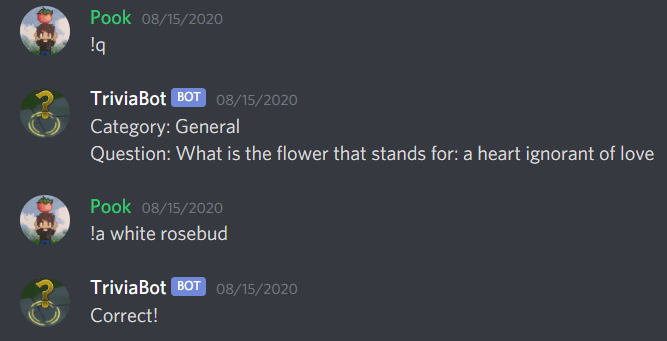 Pook 08/15/2020
!q
TriviaBot BOT 08/15/2020
Category: General
Question: What is the flower that stands for: a heart ignorant of love
Pook 08/15/2020
!a white rosebud
TriviaBot BOT 08/15/2020
Correct!